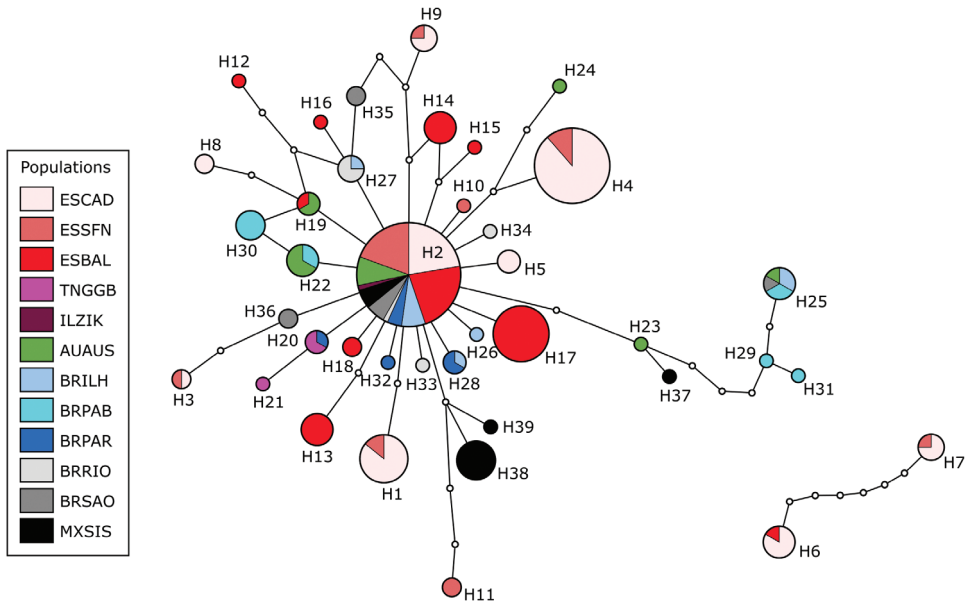 H9
H12
H24
H35
H16
H14
H15
H8
H27
H4
H10
H19
H34
H2
H30
H5
H22
H25
H36
H20
H26
H23
H17
H18
H29
H32
H33
H28
H31
H3
H21
H37
H39
H13
H38
H1
H7
H6
H11
Populations
ESCAD
ESSFN
ESBAL
TNGGB
ILZIK
AUAUS
BRILH
BRPAB
BRPAR
BRRIO
BRSAO
MXSIS